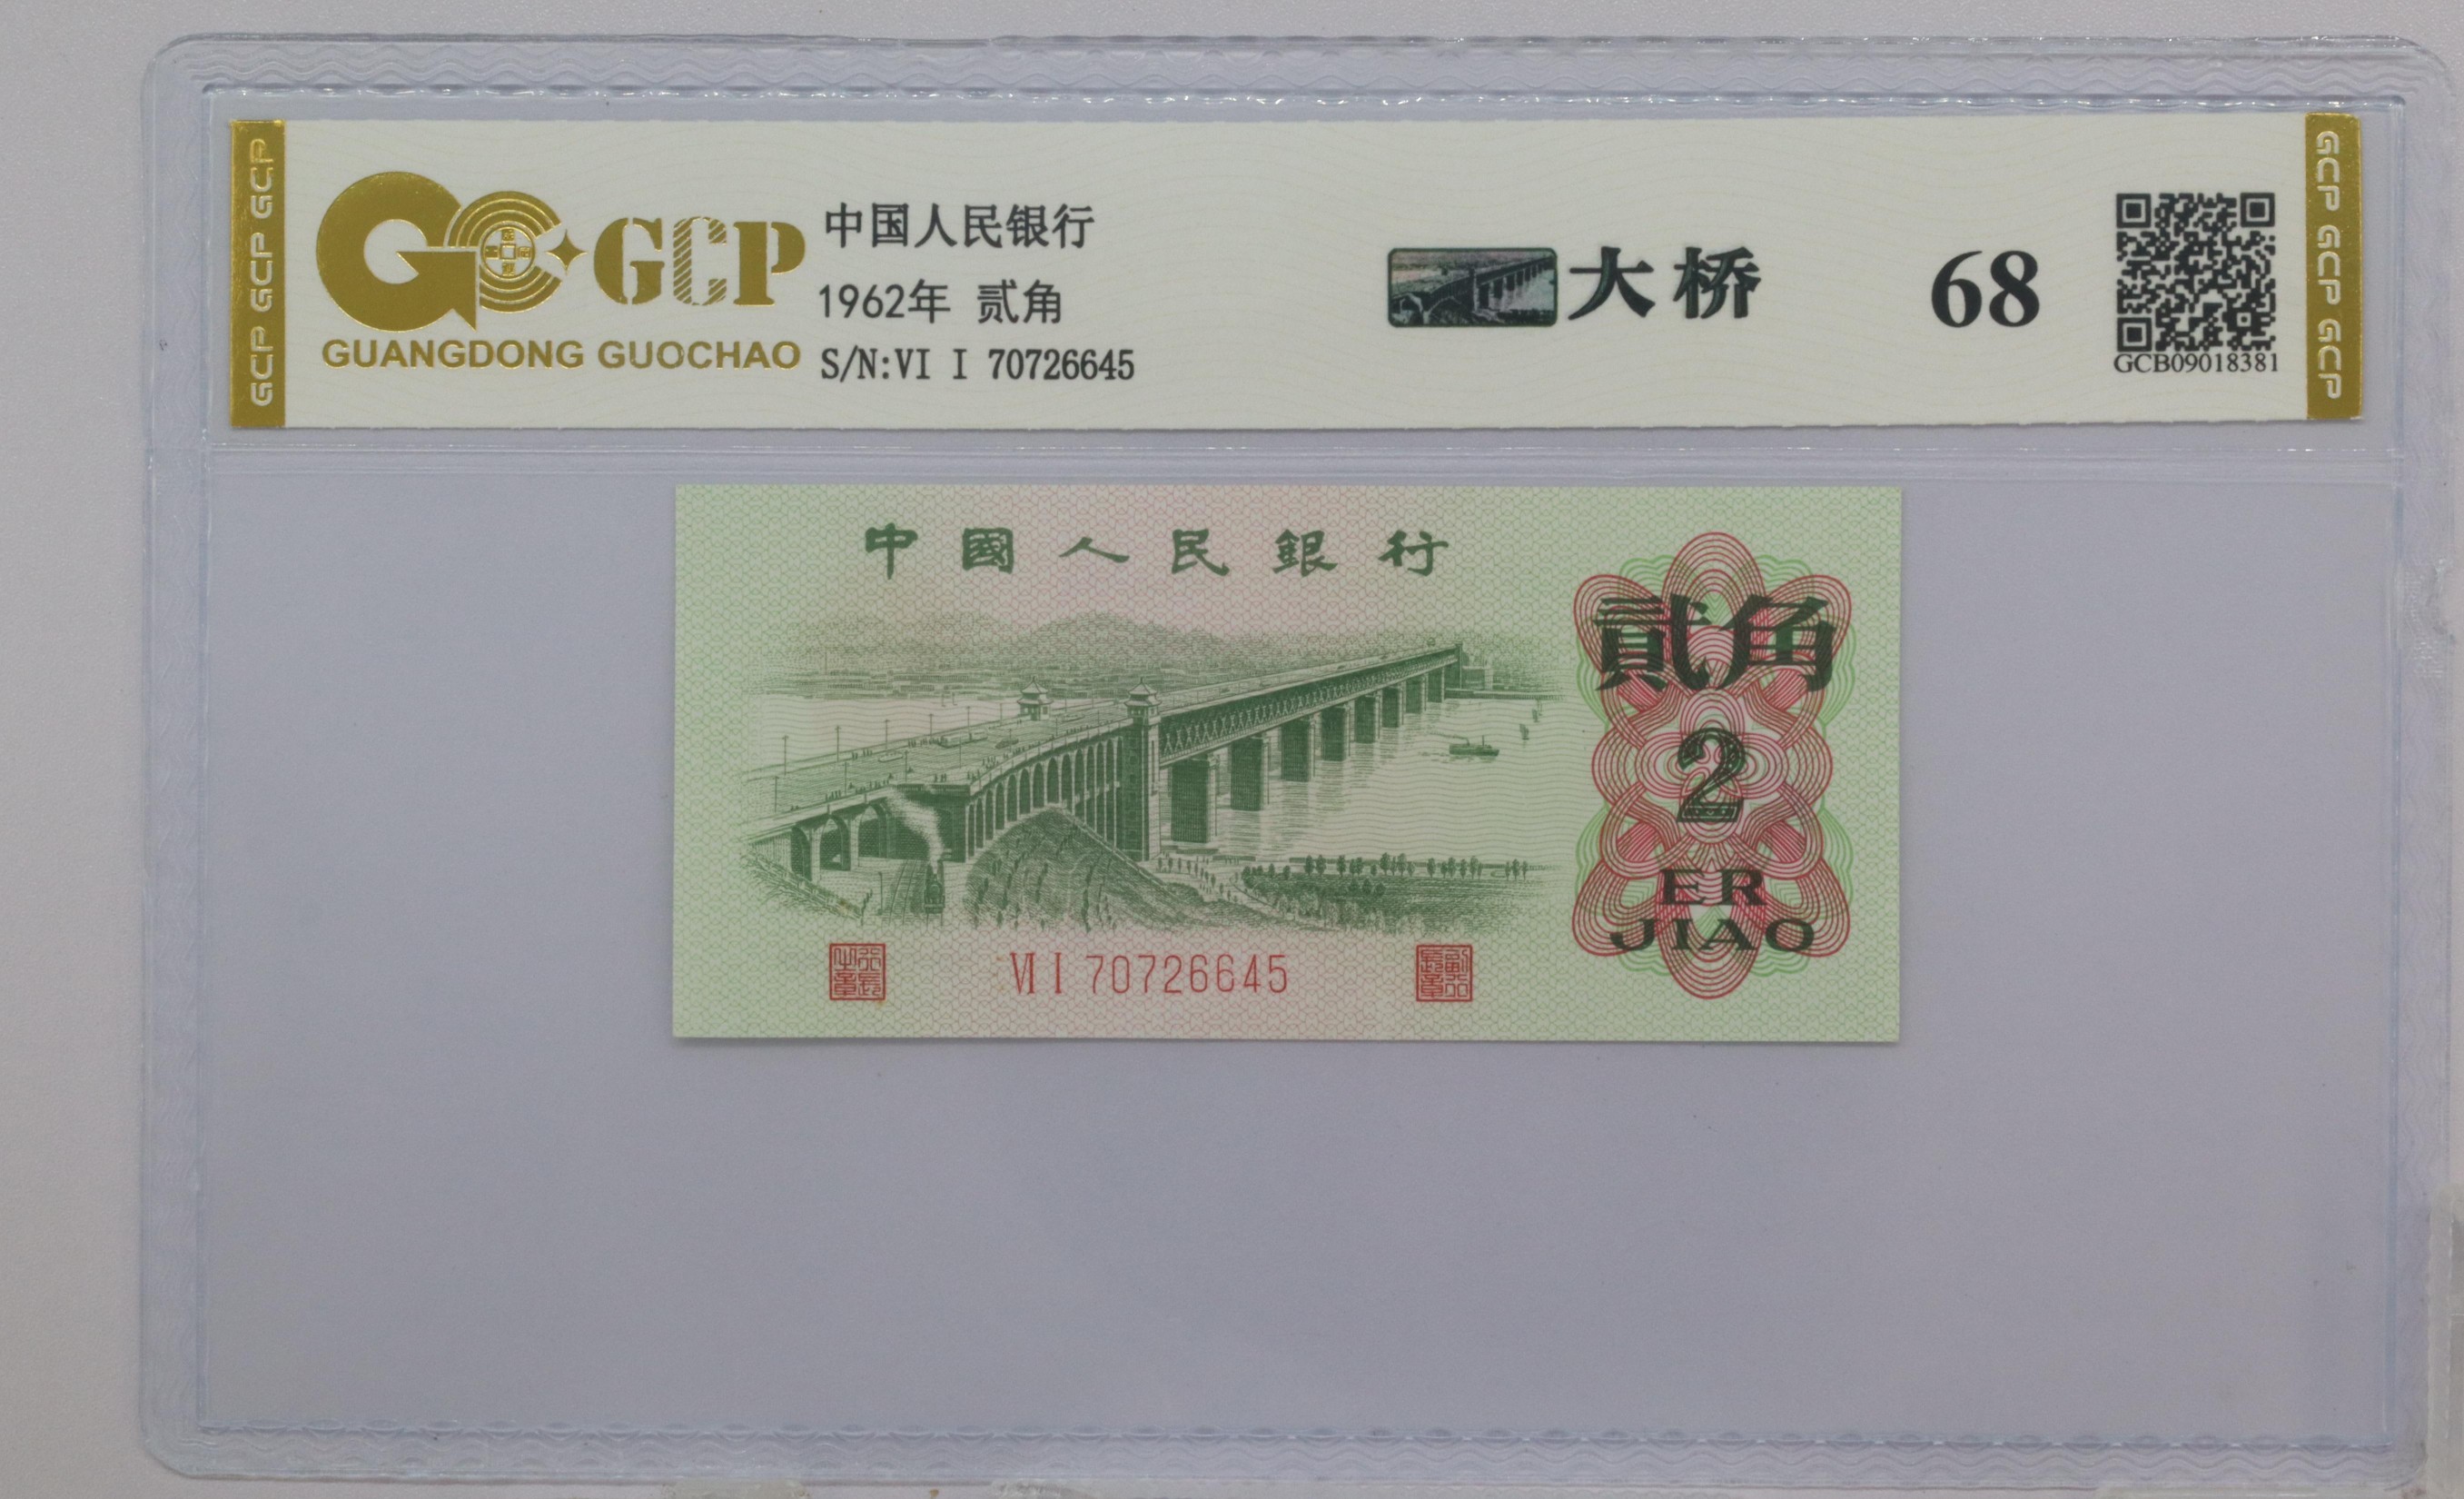 GCP GCP GCP
GCP
GUANGDONG GUOCHAO
中国人民银行
1962年 贰角
S/N:VI I 70726645
大桥
68
GCB09018381
GCP GCP GCP
中國人民銀行
貳角
2
ER
JIAO
VI I 70726645